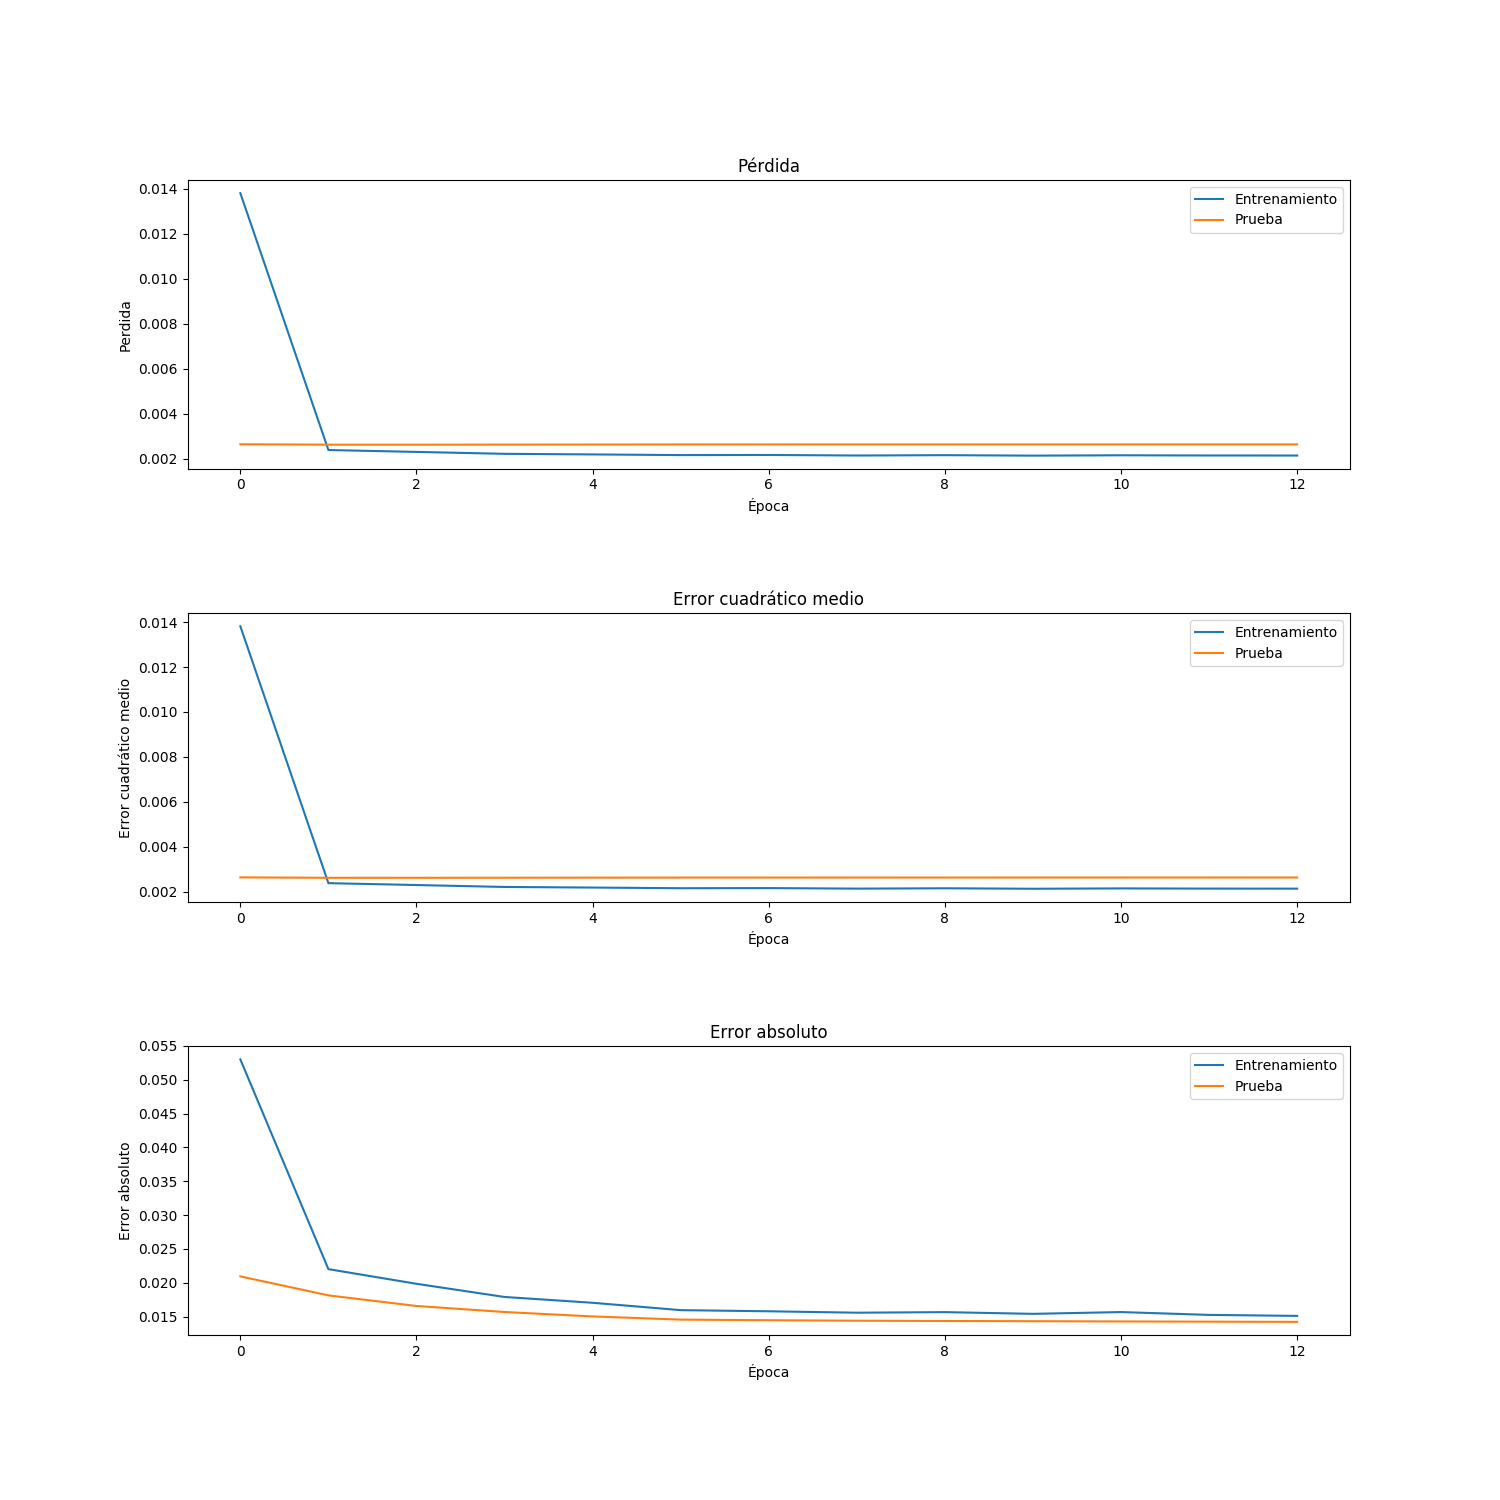 Pérdida
0.014
0.012
0.010
0.008
0.006
0.004
0.002
Perdida
Entrenamiento
Prueba
0 2 4 6 8 10 12
Época
Error cuadrático medio
0.014
0.012
0.010
0.008
0.006
0.004
0.002
Error cuadrático medio
Entrenamiento
Prueba
0 2 4 6 8 10 12
Época
Error absoluto
0.055
0.050
0.045
0.040
0.035
0.030
0.025
0.020
0.015
Error absoluto
Entrenamiento
Prueba
0 2 4 6 8 10 12
Época